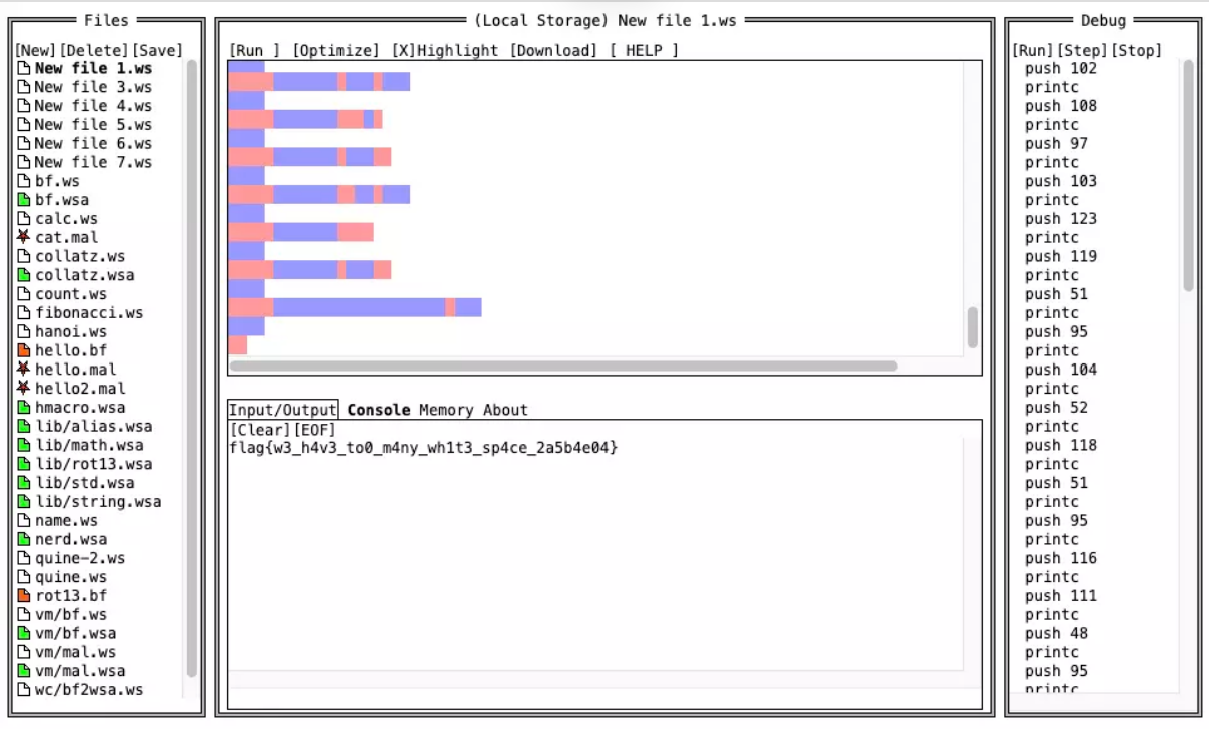 Files
[New][Delete][Save]
New file 1.ws
New file 3.ws
New file 4.ws
New file 5.ws
New file 6.ws
New file 7.ws
bf.ws
bf.wsa
calc.ws
cat.mal
collatz.ws
collatz.wsa
count.ws
fibonacci.ws
hanoi.ws
hello.bf
hello.mal
hello2.mal
hmacro.wsa
lib/alias.wsa
lib/math.wsa
lib/rot13.wsa
lib/std.wsa
lib/string.wsa
name.ws
nerd.wsa
quine-2.ws
quine.ws
rot13.bf
vm/bf.ws
vm/bf.wsa
vm/mal.ws
vm/mal.wsa
wc/bf2wsa.ws
(Local Storage) New file 1.ws
[Run ] [Optimize] [X]Highlight [Download] [ HELP ]
Input/Output Console Memory About
[Clear][EOF]
flag{w3_h4v3_to0_m4ny_wh1t3_sp4ce_2a5b4e04}
Debug
[Run][Step][Stop]
push 102
printc
push 108
printc
push 97
printc
push 103
printc
push 123
printc
push 119
printc
push 51
printc
push 95
printc
push 104
printc
push 52
printc
push 118
printc
push 51
printc
push 95
printc
push 116
printc
push 111
printc
push 48
printc
push 95
printc